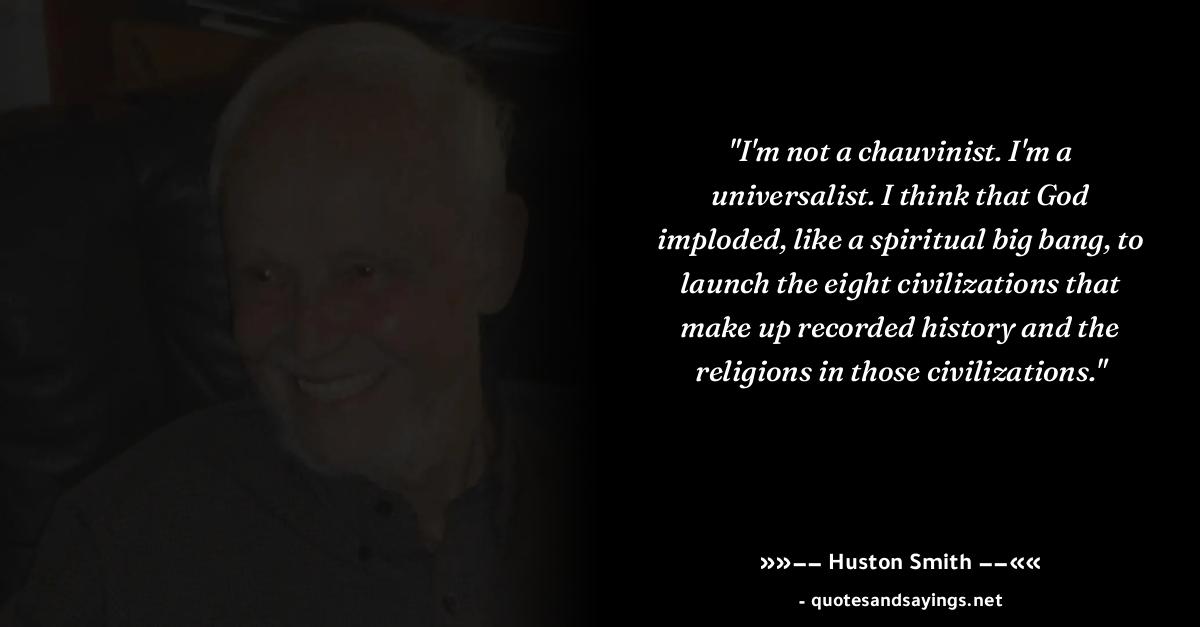 "I'm not a chauvinist. I'm a
universalist. I think that God
imploded, like a spiritual big bang, to
launch the eight civilizations that
make up recorded history and the
religions in those civilizations."
»»–– Huston Smith ––««
- quotesandsayings.net